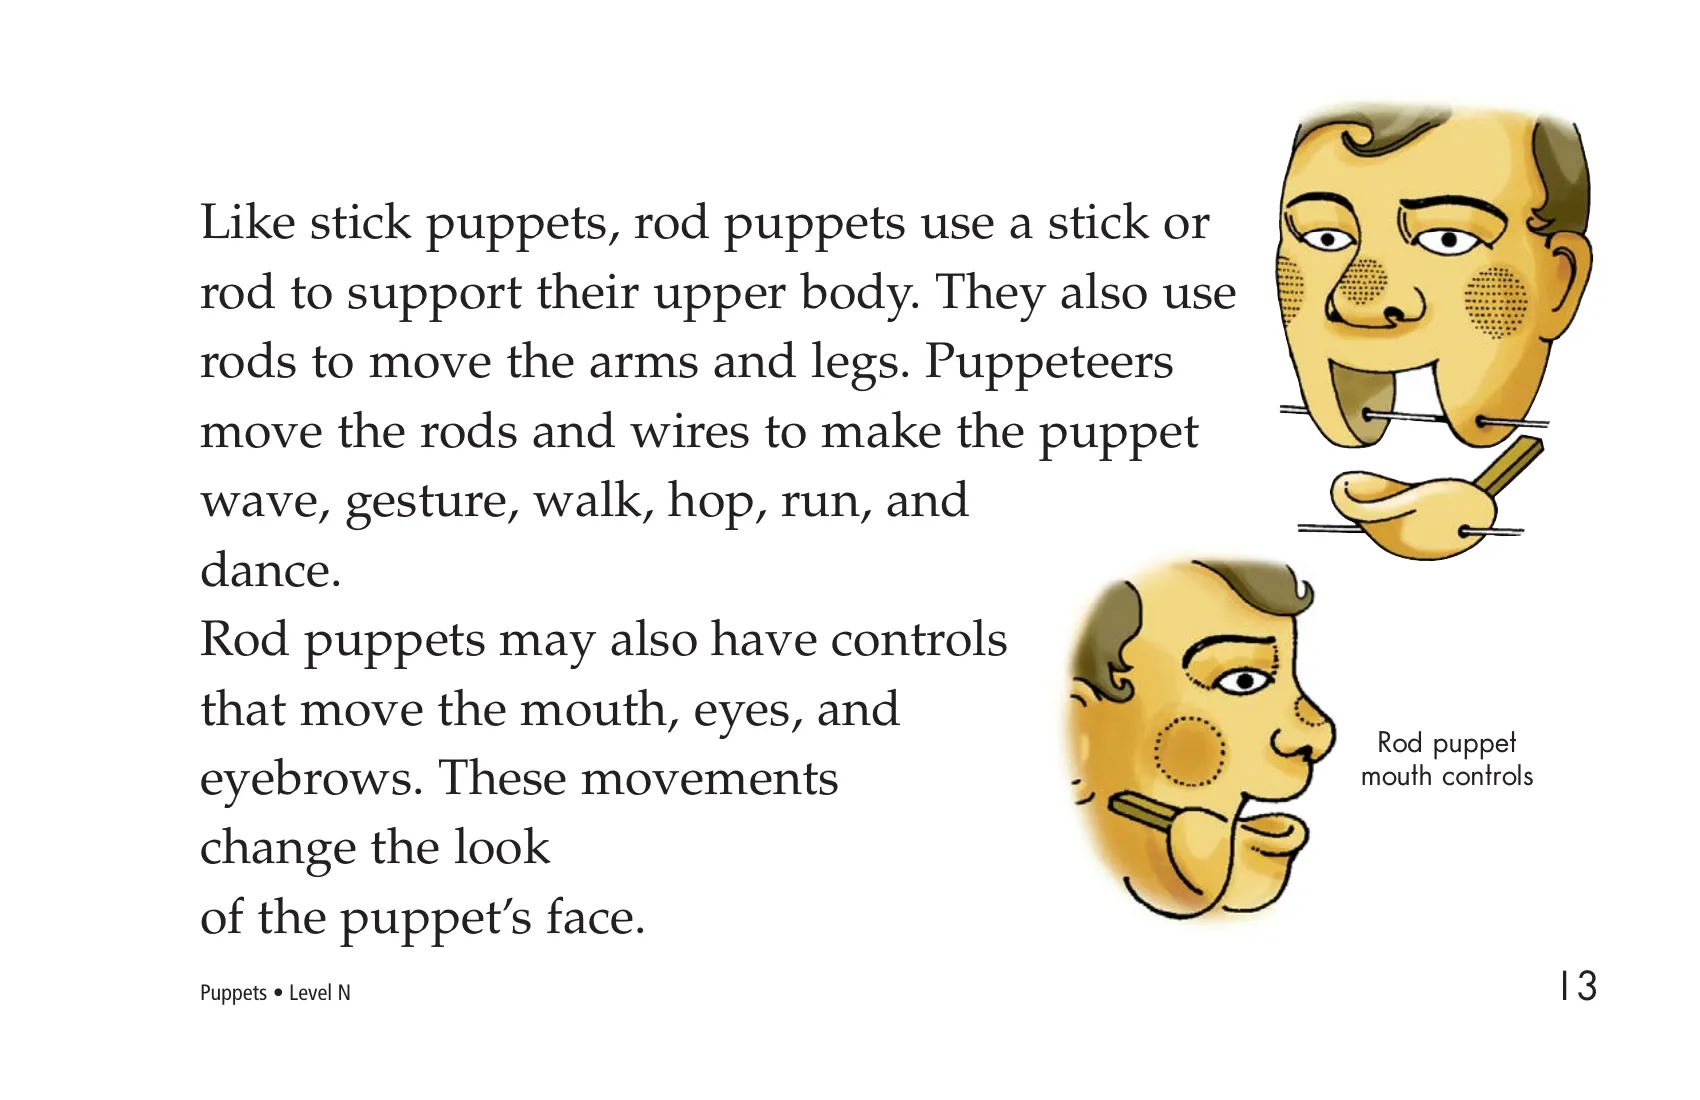 Like stick puppets, rod puppets use a stick or
rod to support their upper body. They also use
rods to move the arms and legs. Puppeteers
move the rods and wires to make the puppet
wave, gesture, walk, hop, run, and
dance.
Rod puppets may also have controls
that move the mouth, eyes, and
eyebrows. These movements
change the look
of the puppet’s face.
Rod puppet
mouth controls
Puppets • Level N
13